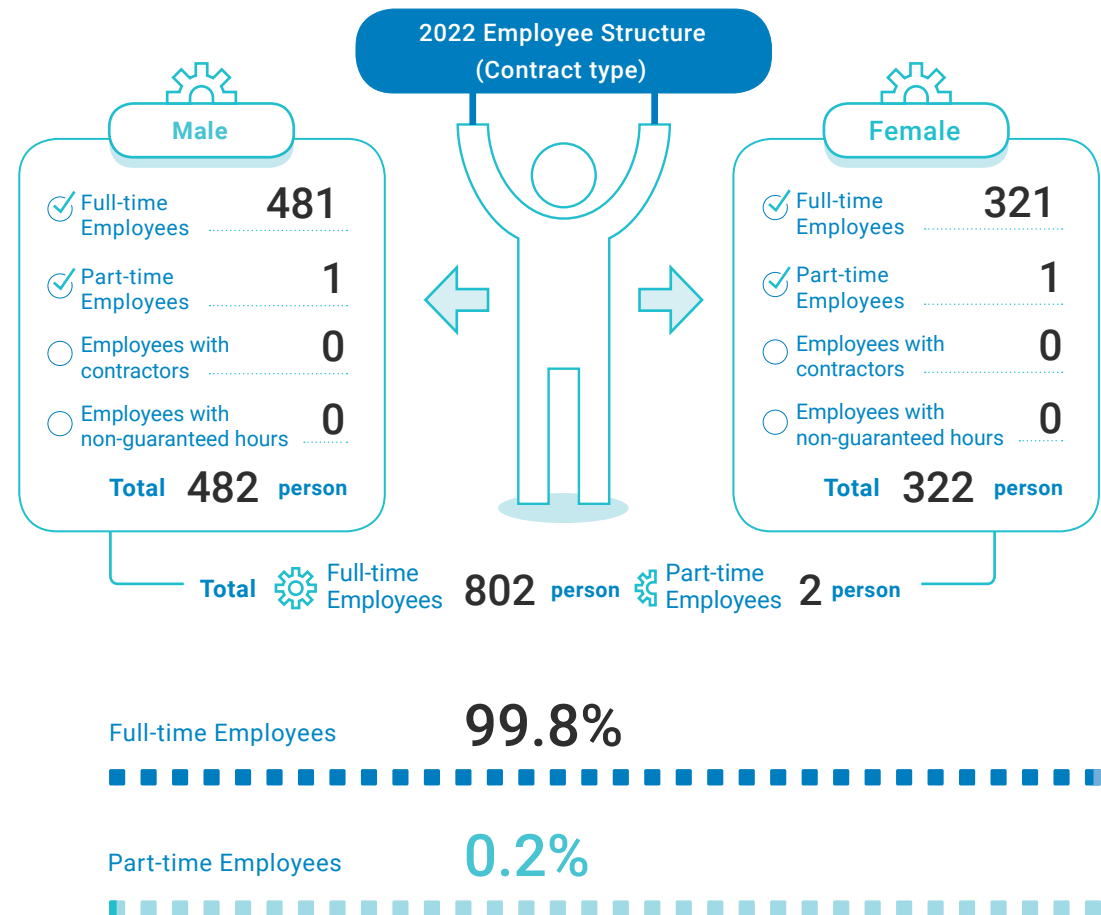 2022 Employee Structure
(Contract type)
Male
Full-time
Employees
481
Part-time
Employees
1
Employees with
contractors
0
Employees with
non-guaranteed hours
0
Total 482 person
Female
Full-time
Employees
321
Part-time
Employees
1
Employees with
contractors
0
Employees with
non-guaranteed hours
0
Total 322 person
Total
Full-time
Employees
802 person
Part-time
Employees
2 person
Full-time Employees
99.8%
Part-time Employees
0.2%